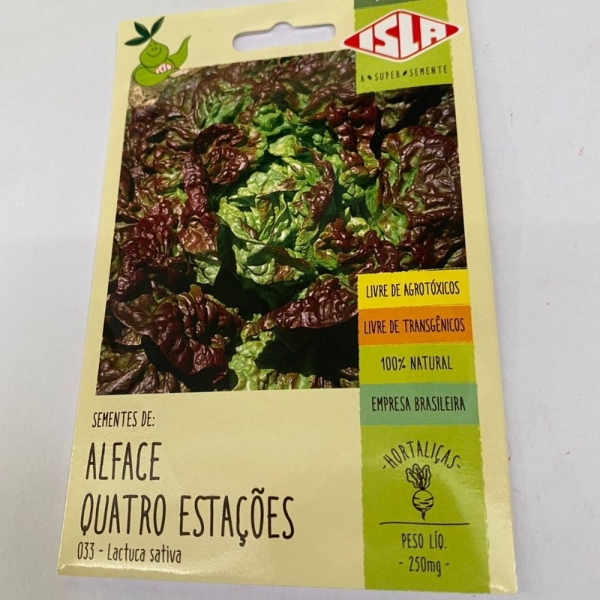 ISLA
A SUPER SEMENTE
LIVRE DE AGROTÓXICOS
LIVRE DE TRANSGÊNICOS
100% NATURAL
EMPRESA BRASILEIRA
-HORTALIÇAS-
PESO LÍQ.
- 250mg -
SEMENTES DE:
ALFACE
QUATRO ESTAÇÕES
033 - Lactuca sativa